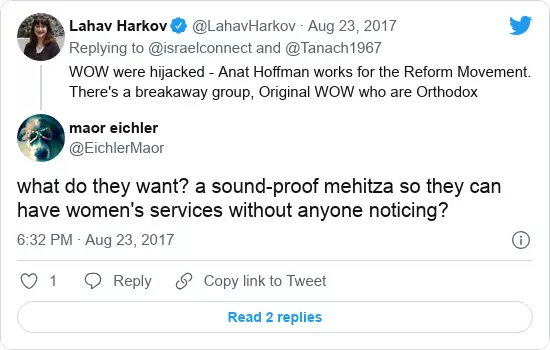 Lahav Harkov @LahavHarkov · Aug 23, 2017
Replying to @israelconnect and @Tanach1967
WOW were hijacked - Anat Hoffman works for the Reform Movement.
There's a breakaway group, Original WOW who are Orthodox
maor eichler
@EichlerMaor
what do they want? a sound-proof mehitza so they can
have women's services without anyone noticing?
6:32 PM · Aug 23, 2017
1 Reply Copy link to Tweet
Read 2 replies